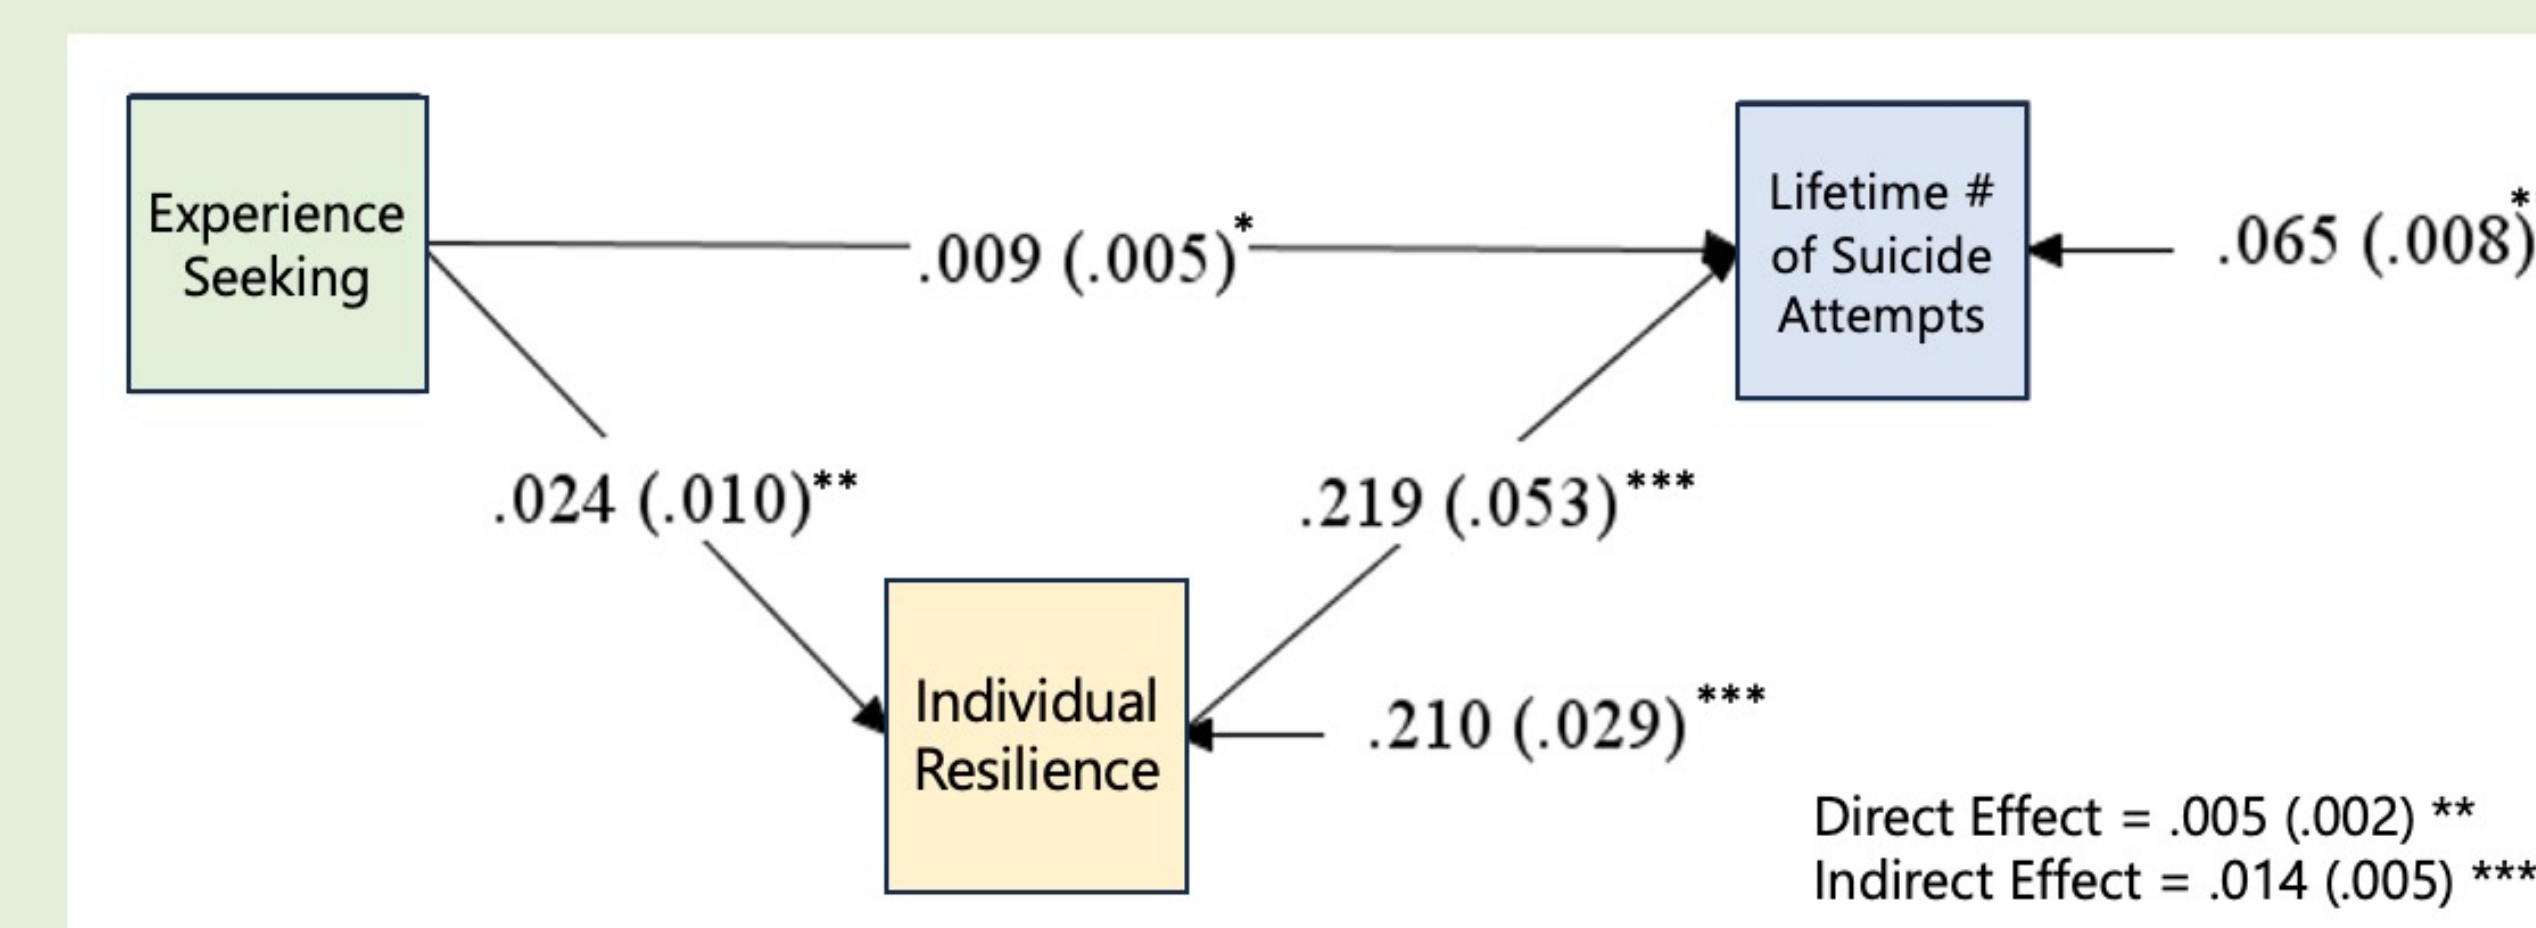 Experience
Seeking
.009 (.005)*
Lifetime #
of Suicide
Attempts
.065 (.008)*
.024 (.010)**
.219 (.053)***
Individual
Resilience
.210 (.029)***
Direct Effect = .005 (.002) **
Indirect Effect = .014 (.005) ***